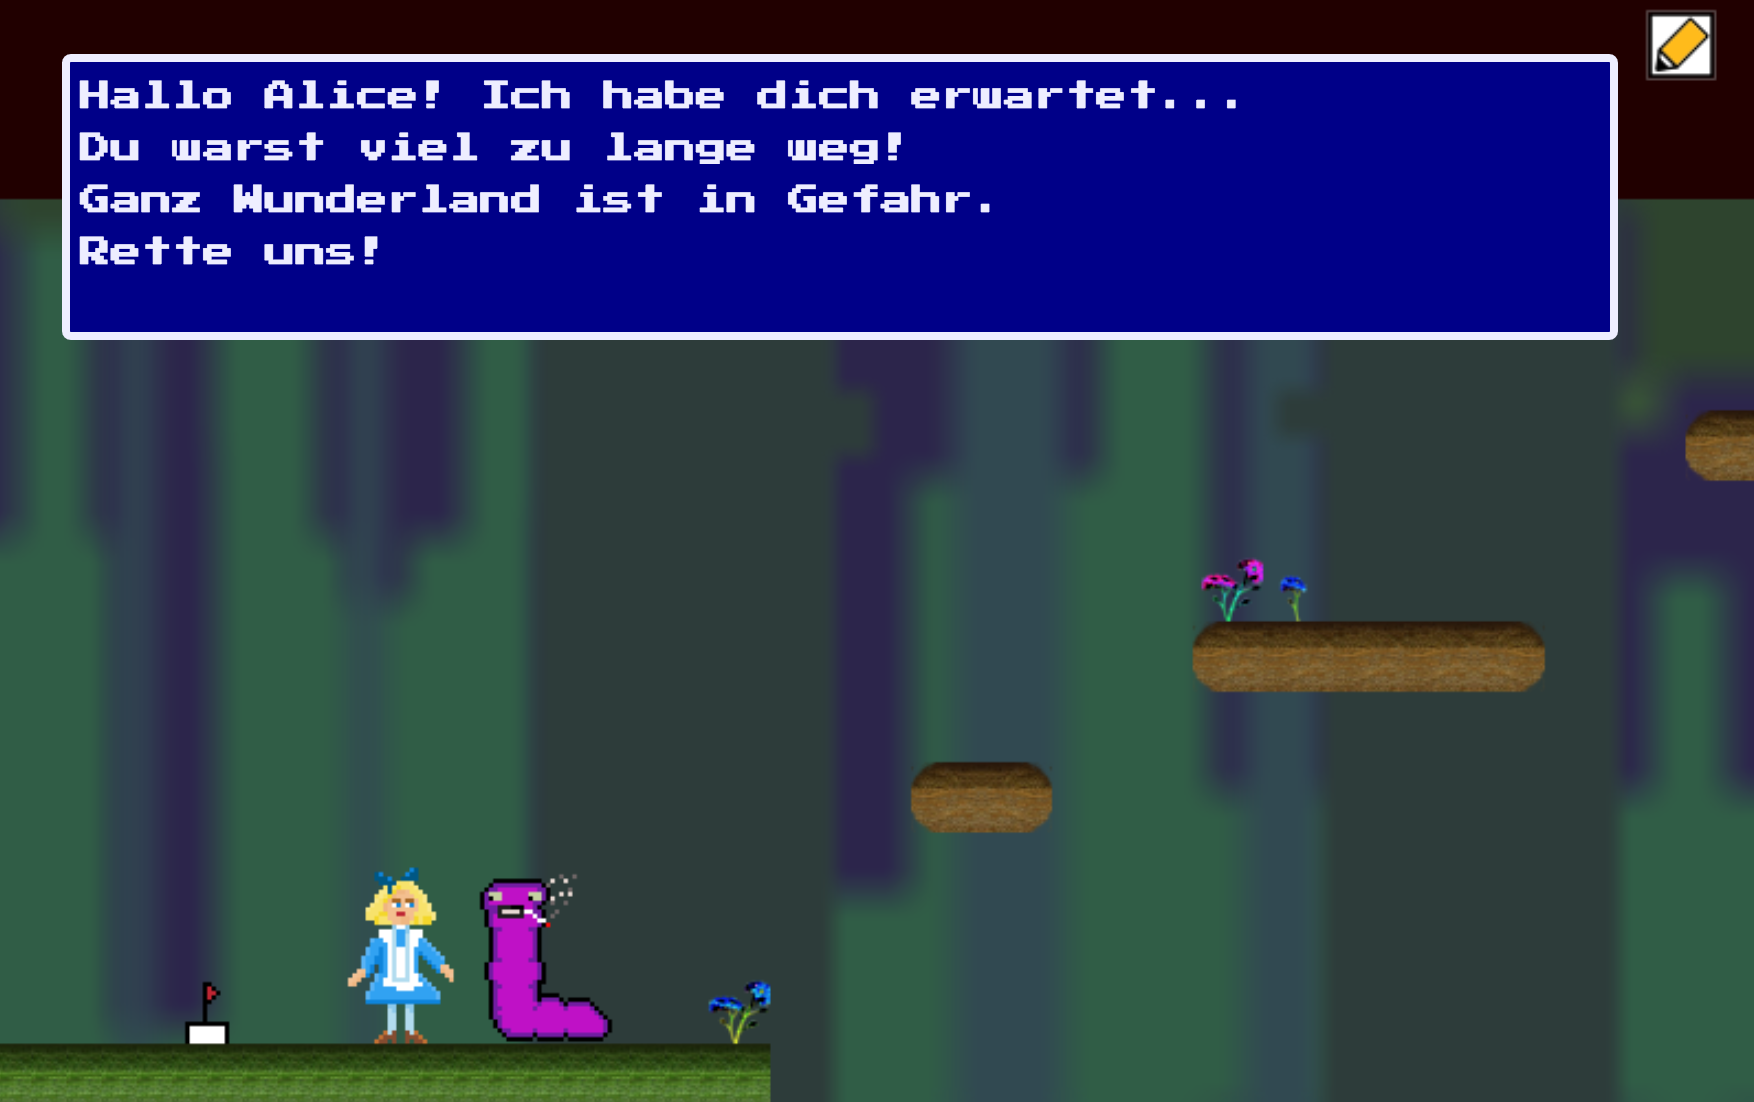 Hallo Alice! Ich habe dich erwartet...
Du warst viel zu lange weg!
Ganz Wunderland ist in Gefahr.
Rette uns!